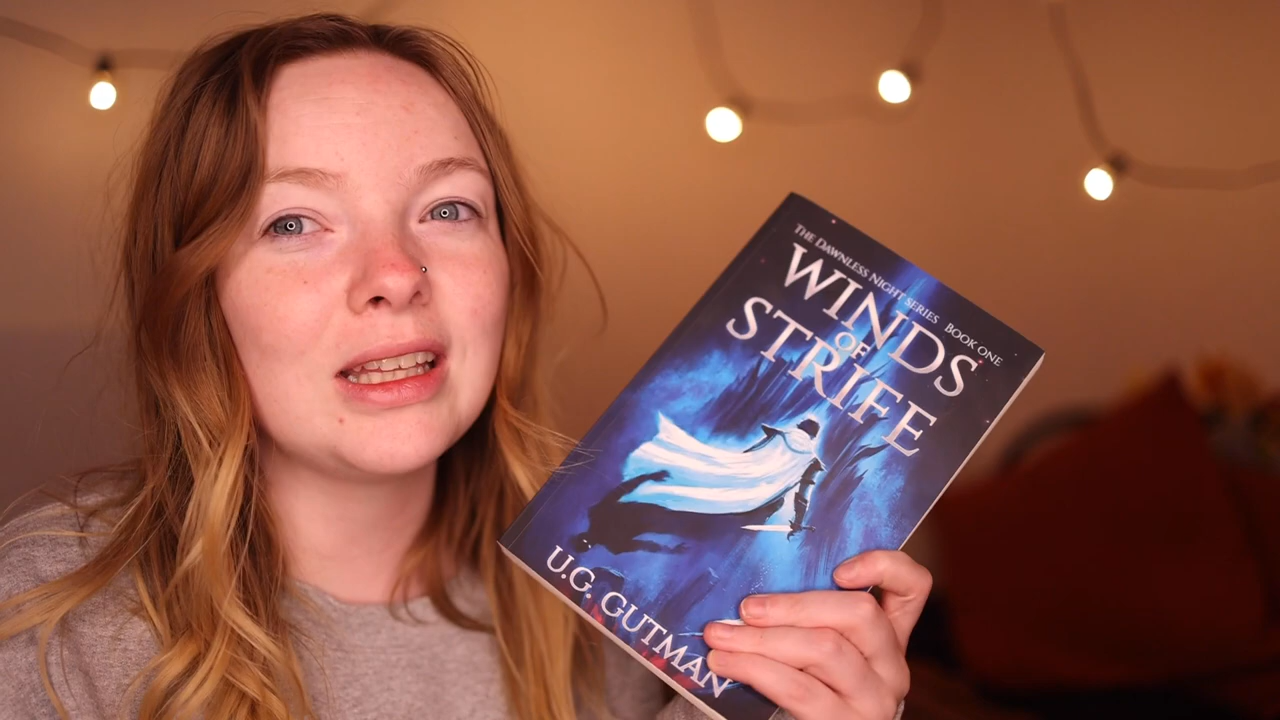 THE DAWNLESS NIGHT SERIES BOOK ONE
WINDS
OF
STRIFE
U.G. GUTMAN